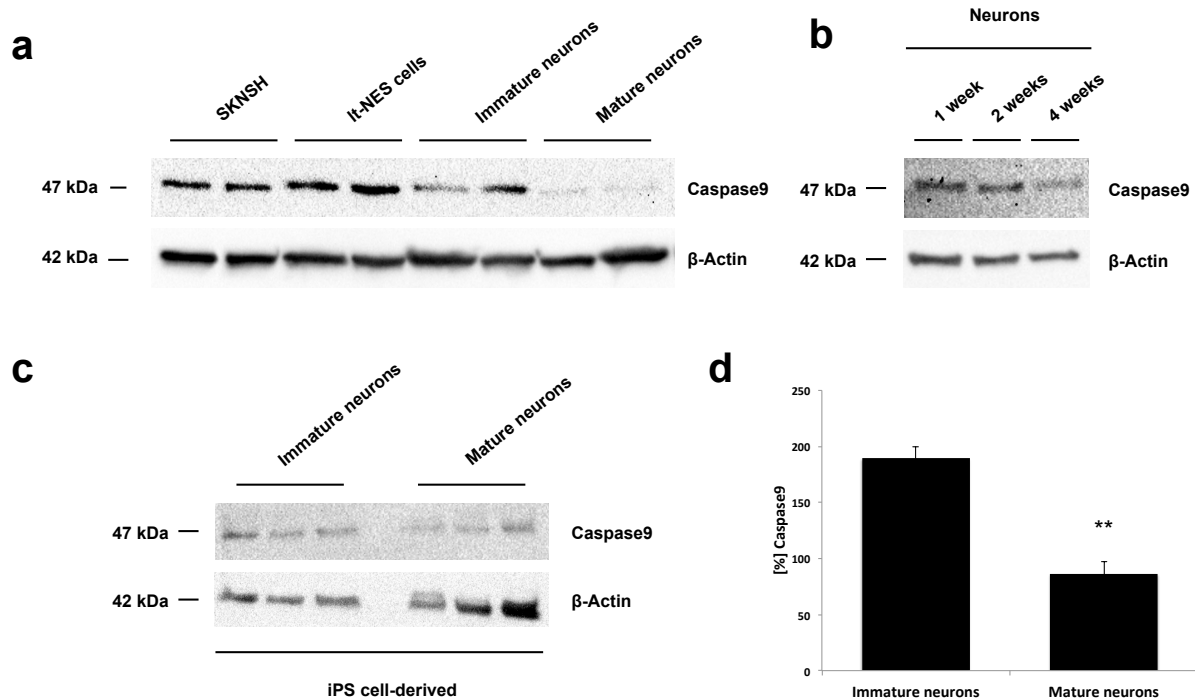 a
SKNSH
lt-NES cells
Immature neurons
Mature neurons
47 kDa
Caspase9
42 kDa
β-Actin
b
Neurons
1 week
2 weeks
4 weeks
47 kDa
Caspase9
42 kDa
β-Actin
c
Immature neurons
Mature neurons
47 kDa
Caspase9
42 kDa
β-Actin
iPS cell-derived
d
[%] Caspase9
250
200
150
100
50
0
**
Immature neurons
Mature neurons